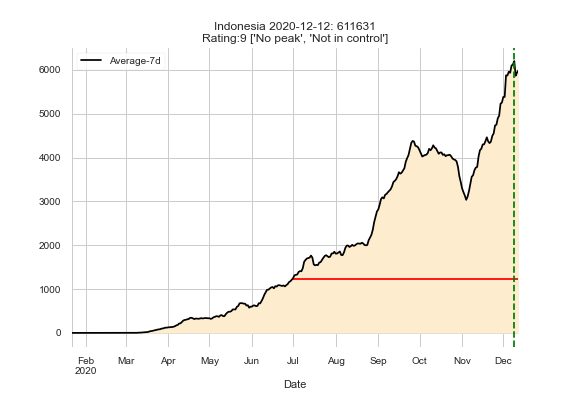 Indonesia 2020-12-12: 611631
Rating:9 ['No peak', 'Not in control']
Average-7d
6000
5000
4000
3000
2000
1000
0
Feb Mar Apr May Jun Jul Aug Sep Oct Nov Dec
2020
Date